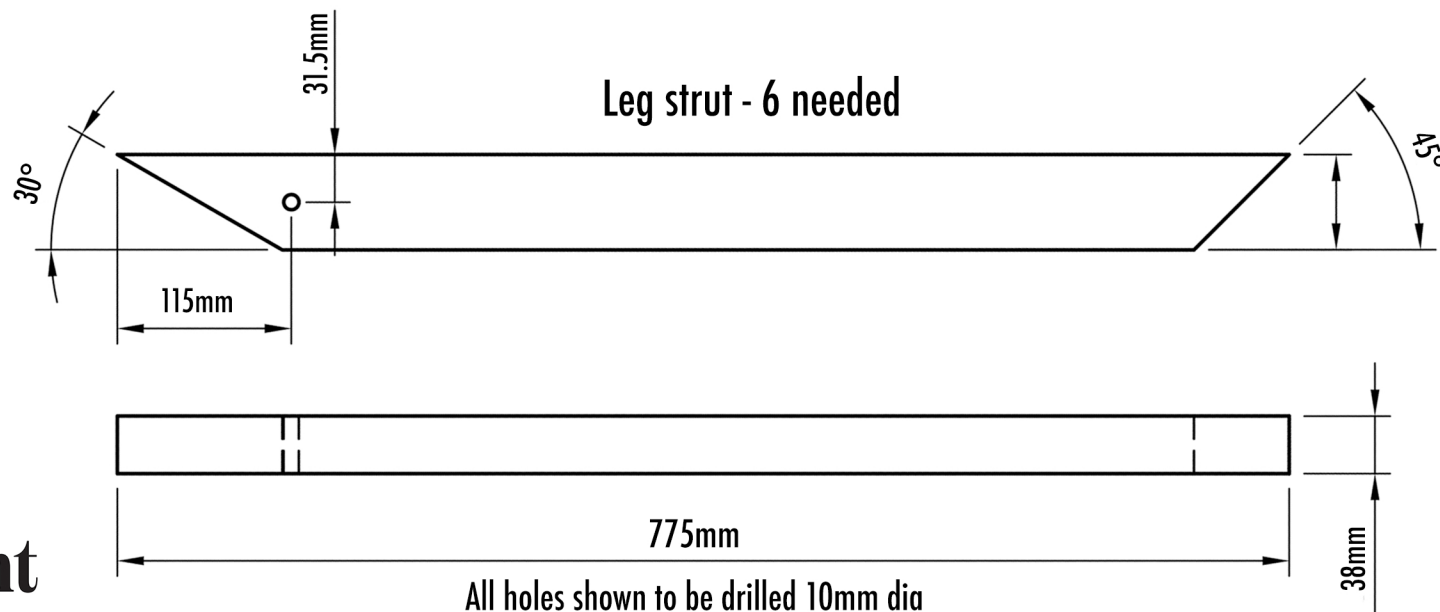 31.5mm
Leg strut - 6 needed
30°
45°
115mm
775mm
38mm
nt
All holes shown to be drilled 10mm dia